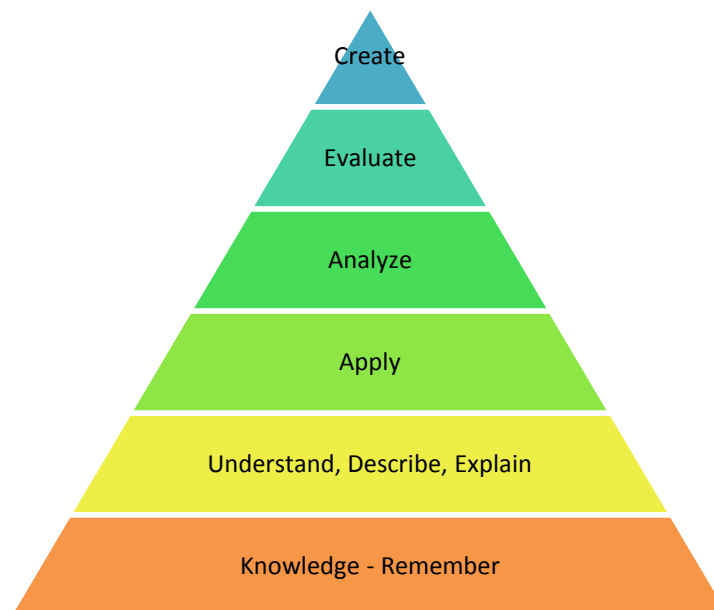 Create
Evaluate
Analyze
Apply
Understand, Describe, Explain
Knowledge - Remember